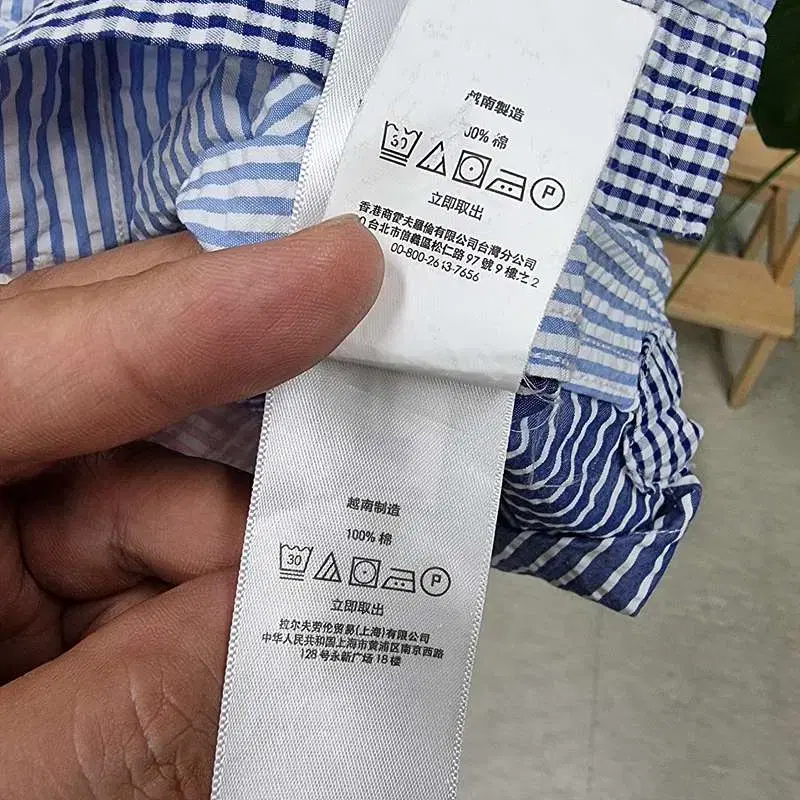 越南製造
00% 棉
30
P
立即取出
香港商霍夫羅倫有限公司台灣分公司
0 台北市信義區松仁路 97 號 9 樓之 2
00-800-2613-7656
越南制造
100% 棉
30
P
立即取出
拉尔夫劳伦贸易(上海)有限公司
中华人民共和国上海市黄浦区南京西路
128 号永新广场 18 楼